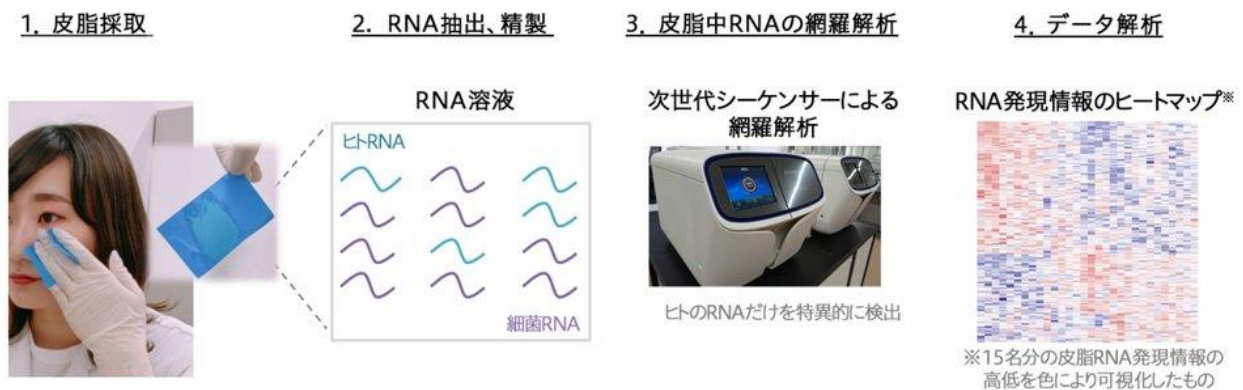 1. 皮脂採取
2. RNA抽出、精製
3. 皮脂中RNAの網羅解析
4. データ解析
RNA溶液
ヒトRNA
細菌RNA
次世代シーケンサーによる
網羅解析
ヒトのRNAだけを特異的に検出
RNA発現情報のヒートマップ※
※15名分の皮脂RNA発現情報の
高低を色により可視化したもの